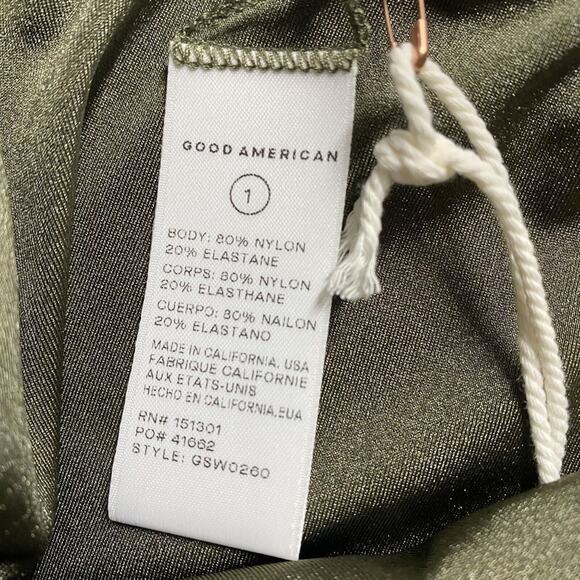 GOOD AMERICAN
1
BODY: 80% NYLON
20% ELASTANE
CORPS: 80% NYLON
20% ELASTHANE
CUERPO: 80% NAILON
20% ELASTANO
MADE IN CALIFORNIA, USA
FABRIQUE CALIFORNIE
AUX ETATS-UNIS
HECHO EN CALIFORNIA,EUA
RN# 151301
PO# 41662
STYLE: GSW0260